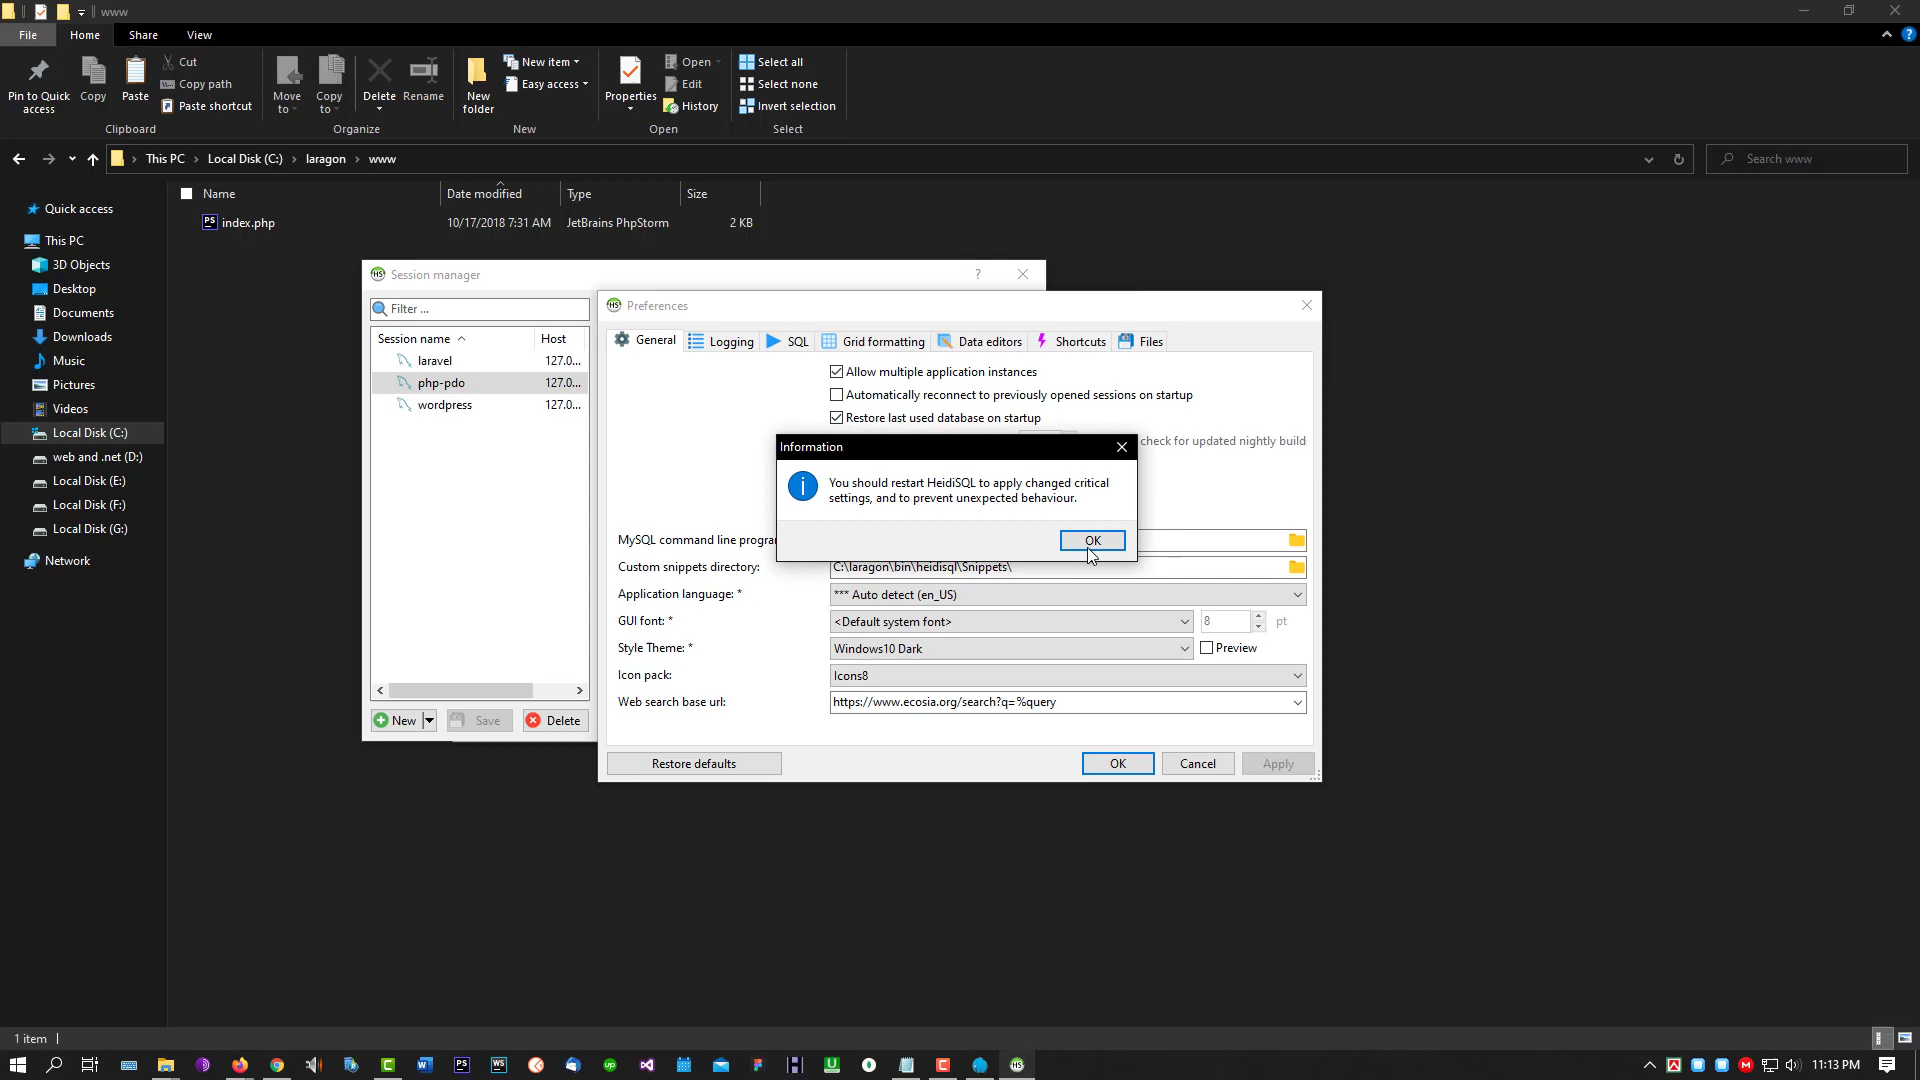 www
File
Home
Share
View
Pin to Quick
access
Copy
Paste
Cut
Copy path
Paste shortcut
Clipboard
Move
to
Copy
to
Delete
Rename
Organize
New
folder
New item
Easy access
New
Properties
Open
Edit
History
Open
Select all
Select none
Invert selection
Select
This PC
Local Disk (C:)
laragon
www
Search www
Name
Date modified
Type
Size
index.php
10/17/2018 7:31 AM
JetBrains PhpStorm
2 KB
Quick access
This PC
3D Objects
Desktop
Documents
Downloads
Music
Pictures
Videos
Local Disk (C:)
web and .net (D:)
Local Disk (E:)
Local Disk (F:)
Local Disk (G:)
Network
Session manager
?
Filter ...
Session name
Host
laravel
127.0...
php-pdo
127.0...
wordpress
127.0...
New
Save
Delete
Preferences
General
Logging
SQL
Grid formatting
Data editors
Shortcuts
Files
Allow multiple application instances
Automatically reconnect to previously opened sessions on startup
Restore last used database on startup
check for updated nightly build
Information
You should restart HeidiSQL to apply changed critical
settings, and to prevent unexpected behaviour.
OK
MySQL command line
Custom snippets directory:
C:\laragon\bin\heidisql\Snippets\
Application language: *
*** Auto detect (en_US)
GUI font: *
<Default system font>
8
pt
Style Theme: *
Windows10 Dark
Preview
Icon pack:
Icons8
Web search base url:
https://www.ecosia.org/search?q=%query
Restore defaults
OK
Cancel
Apply
1 item
11:13 PM